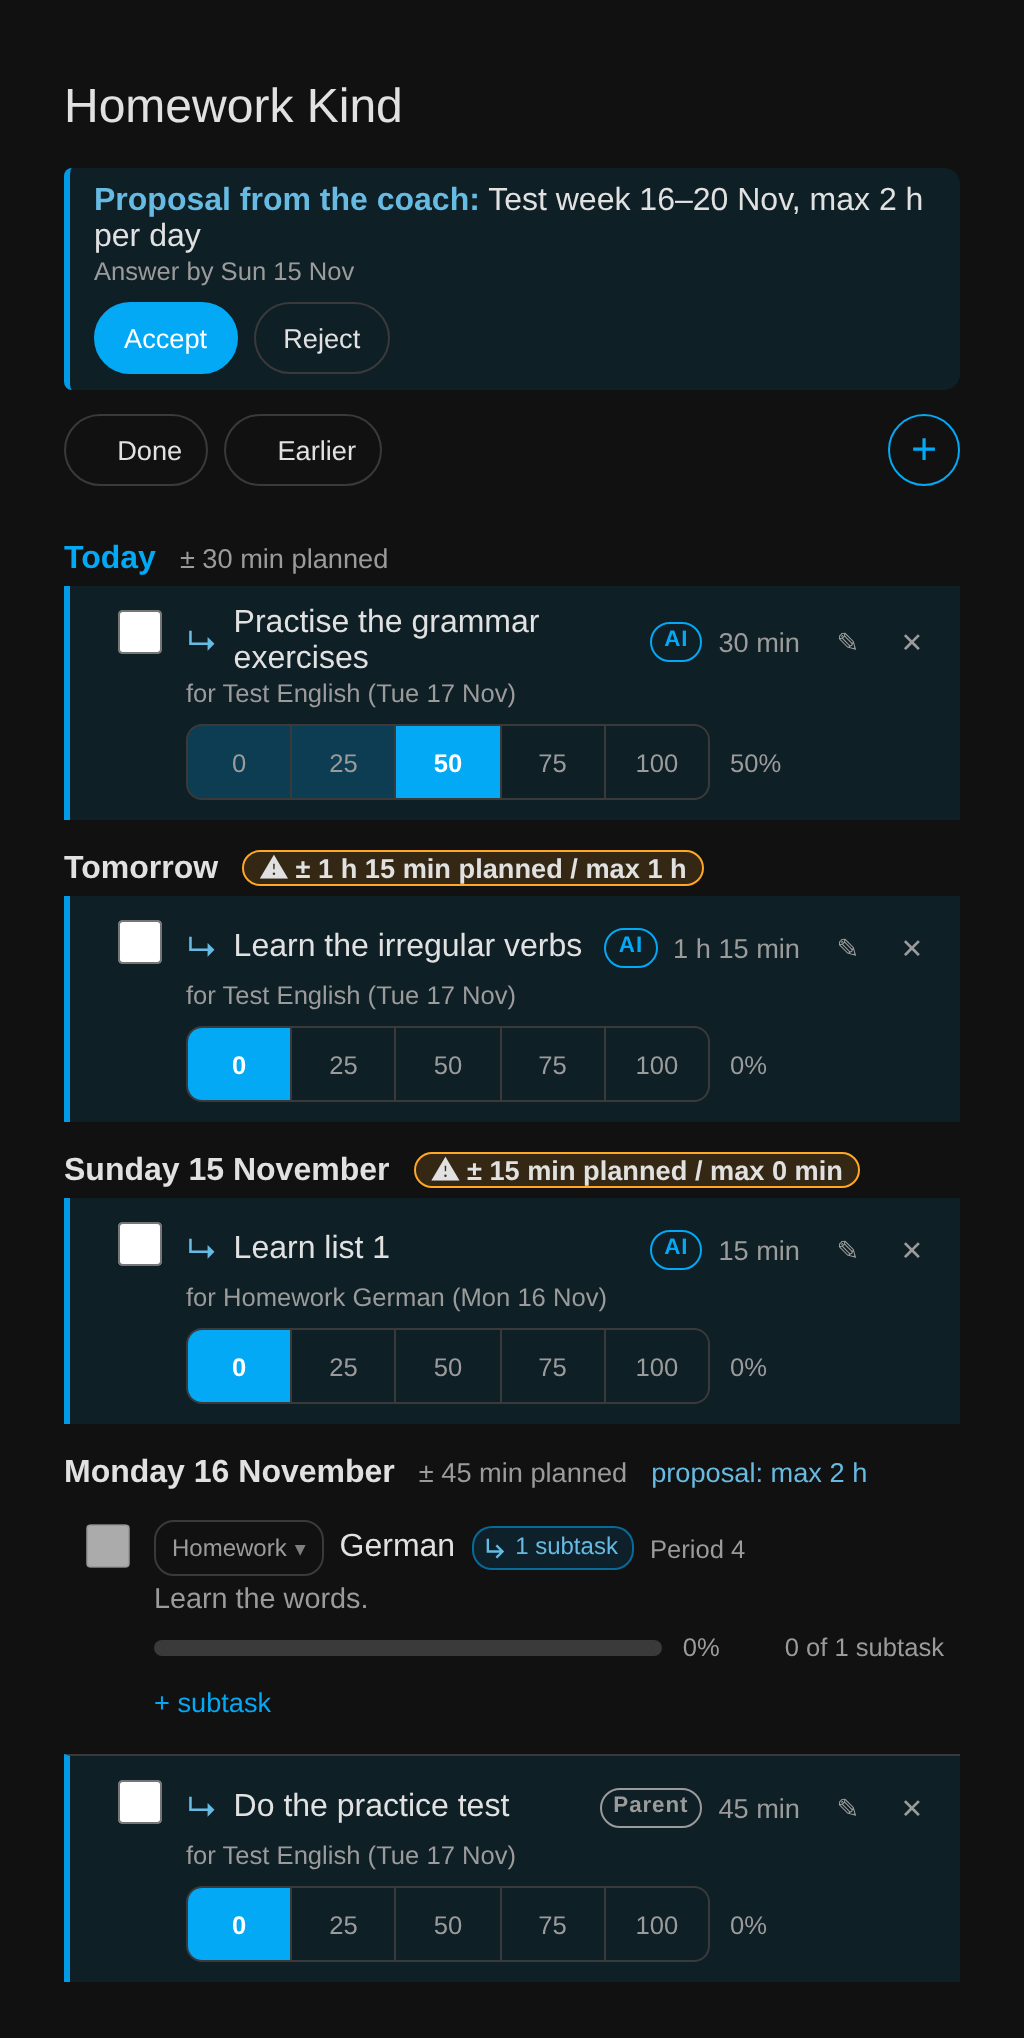 Homework Kind
Proposal from the coach: Test week 16–20 Nov, max 2 h
per day
Answer by Sun 15 Nov
Accept Reject
Done Earlier +
Today ± 30 min planned
Practise the grammar
exercises AI 30 min ✎ ✕
for Test English (Tue 17 Nov)
0 25 50 75 100 50%
Tomorrow ⚠ ± 1 h 15 min planned / max 1 h
Learn the irregular verbs AI 1 h 15 min ✎ ✕
for Test English (Tue 17 Nov)
0 25 50 75 100 0%
Sunday 15 November ⚠ ± 15 min planned / max 0 min
Learn list 1 AI 15 min ✎ ✕
for Homework German (Mon 16 Nov)
0 25 50 75 100 0%
Monday 16 November ± 45 min planned proposal: max 2 h
Homework ▾ German 1 subtask Period 4
Learn the words.
0% 0 of 1 subtask
+ subtask
Do the practice test Parent 45 min ✎ ✕
for Test English (Tue 17 Nov)
0 25 50 75 100 0%